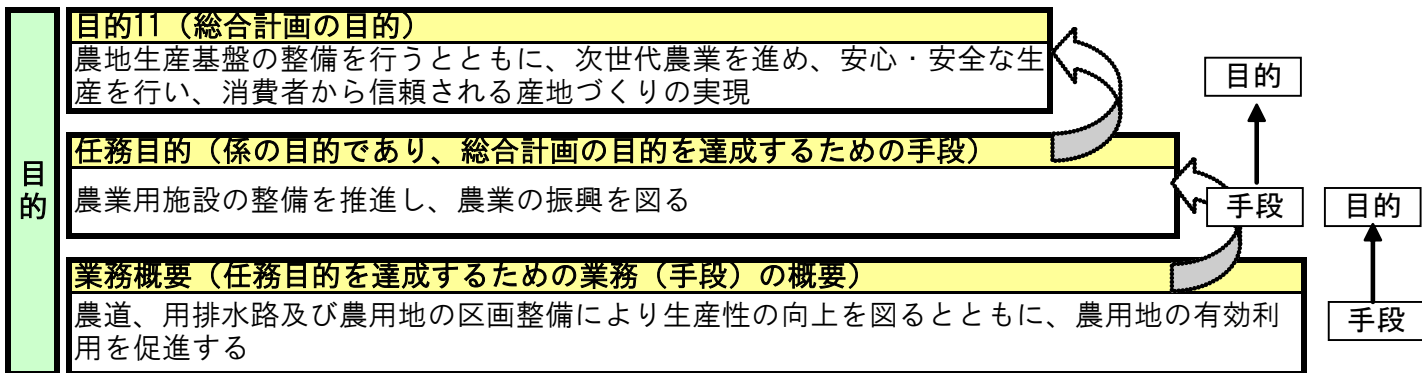 目的
目的11(総合計画の目的)
農地生産基盤の整備を行うとともに、次世代農業を進め、安心・安全な生
産を行い、消費者から信頼される産地づくりの実現
任務目的(係の目的であり、総合計画の目的を達成するための手段)
農業用施設の整備を推進し、農業の振興を図る
業務概要(任務目的を達成するための業務(手段)の概要)
農道、用排水路及び農用地の区画整備により生産性の向上を図るとともに、農用地の有効利
用を促進する
目的
手段
目的
手段